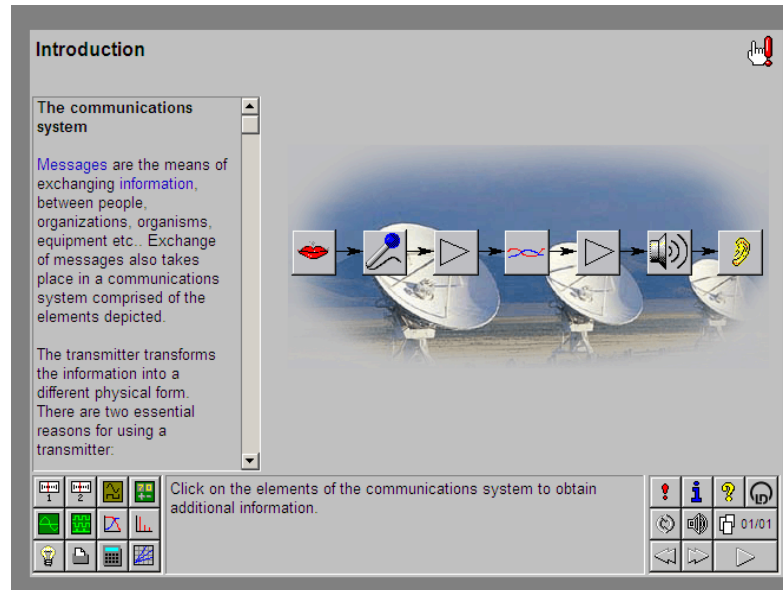 Introduction
The communications
system
Messages are the means of
exchanging information,
between people,
organizations, organisms,
equipment etc.. Exchange
of messages also takes
place in a communications
system comprised of the
elements depicted.
The transmitter transforms
the information into a
different physical form.
There are two essential
reasons for using a
transmitter:
1
2
Click on the elements of the communications system to obtain
additional information.
01/01